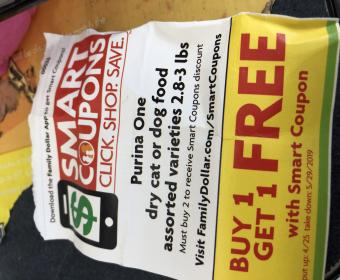 Download the Family Dollar App to get Smart Coupons!
SMART
COUPONS
CLICK. SHOP. SAVE.
$
Purina One
dry cat or dog food
assorted varieties 2.8-3 lbs
Must buy 2 to receive Smart Coupons discount
Visit FamilyDollar.com/SmartCoupons
BUY 1
GET 1 FREE
with Smart Coupon
put up: 4/25 take down: 5/29/2019